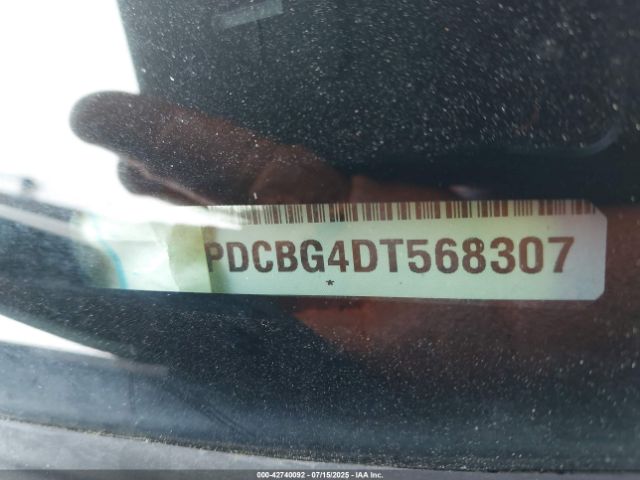 PDCBG4DT568307
*
000-42740092 - 07/15/2025 - IAA Inc.